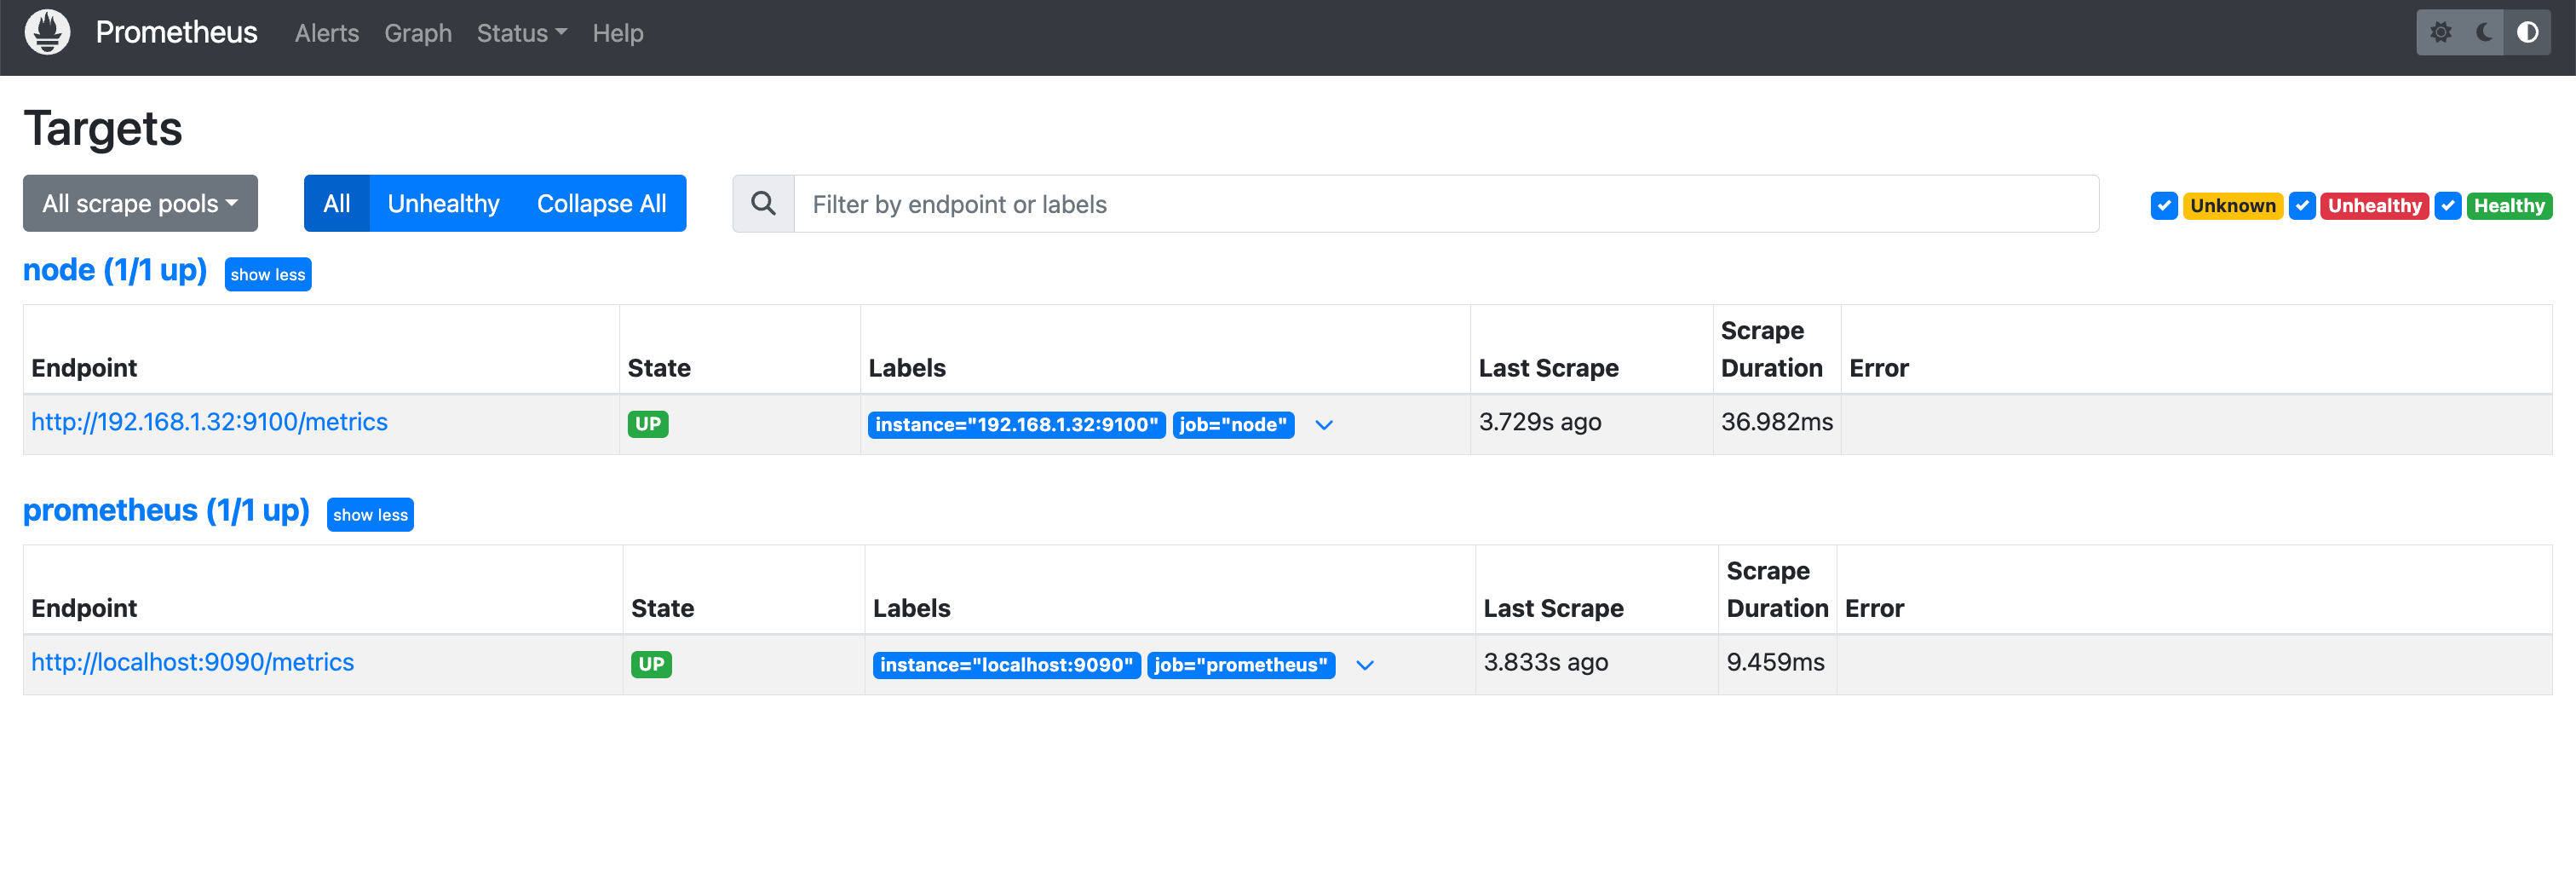 Prometheus Alerts Graph Status Help
Targets
All scrape pools All Unhealthy Collapse All Filter by endpoint or labels Unknown Unhealthy Healthy
node (1/1 up) show less
Endpoint State Labels Last Scrape Scrape Duration Error
http://192.168.1.32:9100/metrics UP instance="192.168.1.32:9100" job="node" 3.729s ago 36.982ms
prometheus (1/1 up) show less
Endpoint State Labels Last Scrape Scrape Duration Error
http://localhost:9090/metrics UP instance="localhost:9090" job="prometheus" 3.833s ago 9.459ms